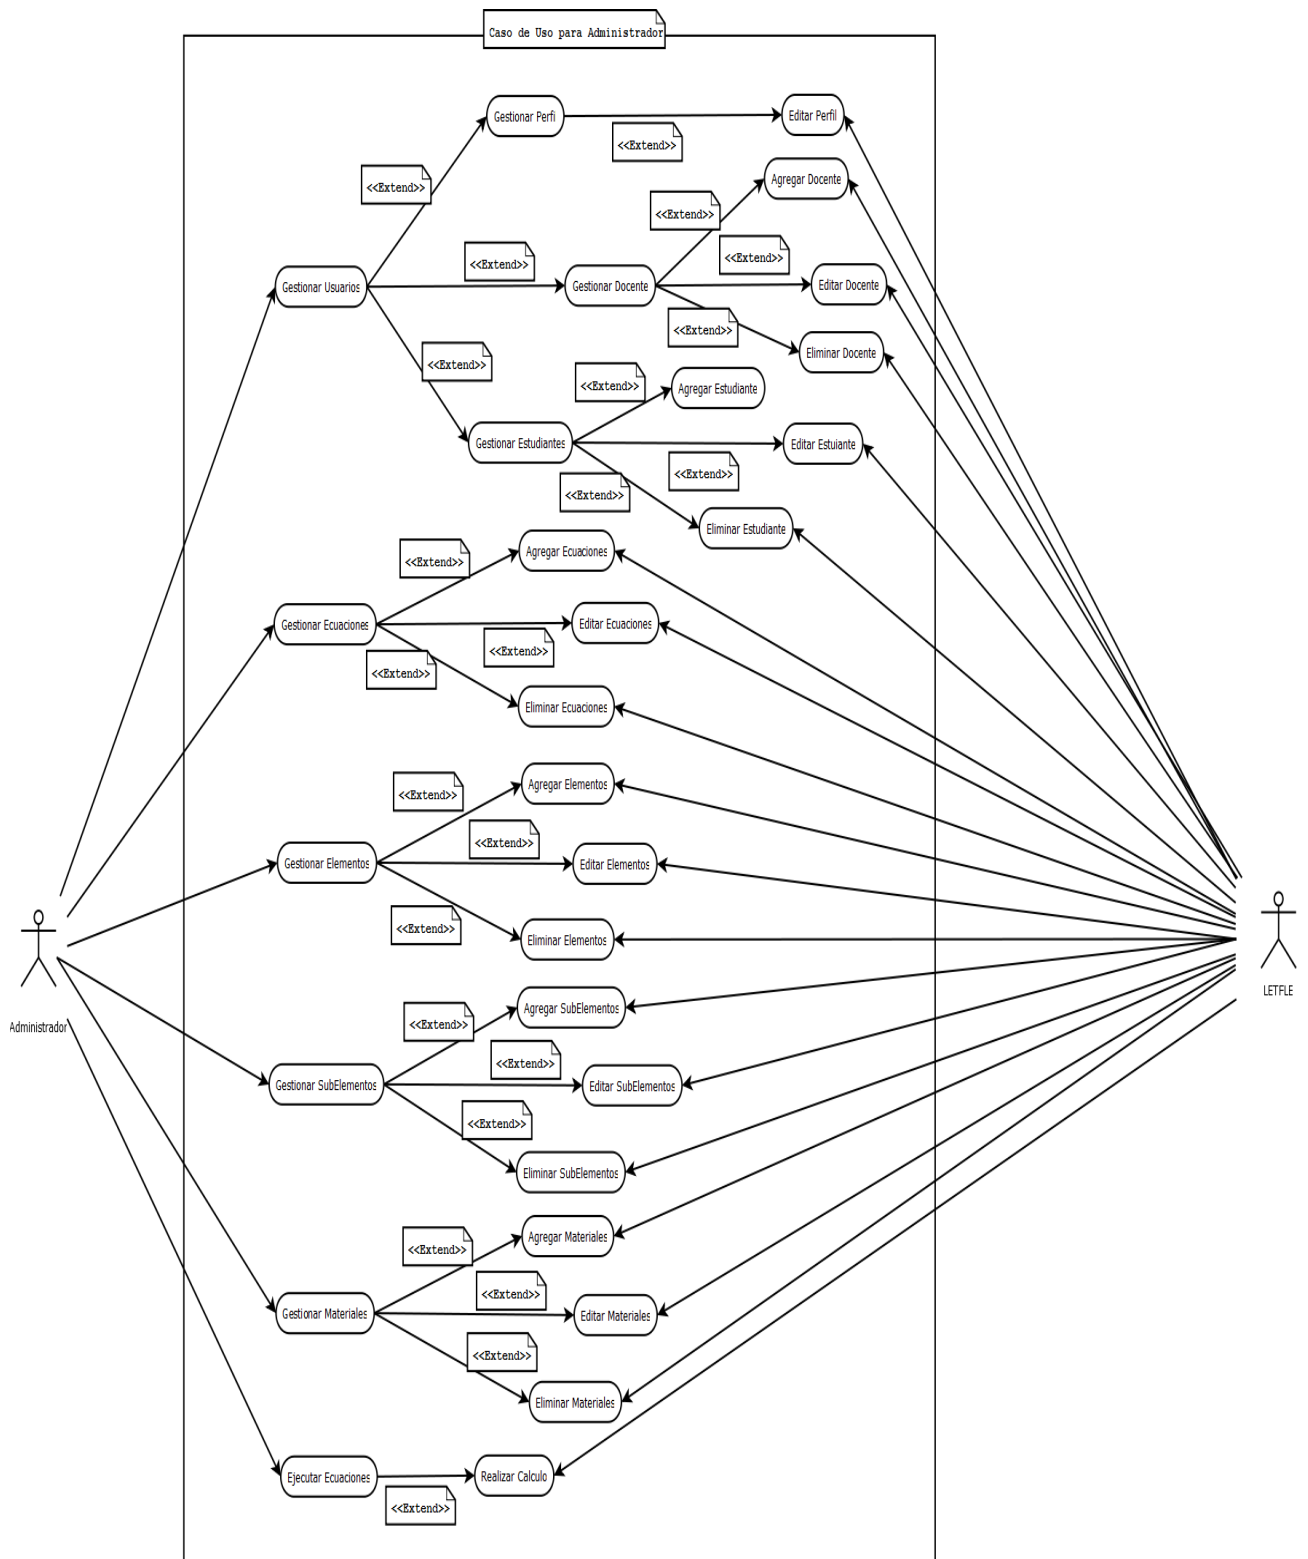 Caso de Uso para Administrador
Gestionar Perfi
Editar Perfil
<<Extend>>
<<Extend>>
Agregar Docente
<<Extend>>
<<Extend>>
<<Extend>>
Gestionar Usuarios
Gestionar Docente
Editar Docente
<<Extend>>
Eliminar Docente
<<Extend>>
<<Extend>>
Agregar Estudiante
Gestionar Estudiantes
Editar Estuiante
<<Extend>>
<<Extend>>
Eliminar Estudiante
Agregar Ecuaciones
<<Extend>>
Gestionar Ecuaciones
Editar Ecuaciones
<<Extend>>
<<Extend>>
Eliminar Ecuaciones
Agregar Elementos
<<Extend>>
<<Extend>>
Gestionar Elementos
Editar Elementos
<<Extend>>
Eliminar Elementos
LETFLE
Agregar SubElementos
<<Extend>>
Administrador
<<Extend>>
Gestionar SubElementos
Editar SubElementos
<<Extend>>
Eliminar SubElementos
Agregar Materiales
<<Extend>>
<<Extend>>
Gestionar Materiales
Editar Materiales
<<Extend>>
Eliminar Materiales
Ejecutar Ecuaciones
Realizar Calculo
<<Extend>>